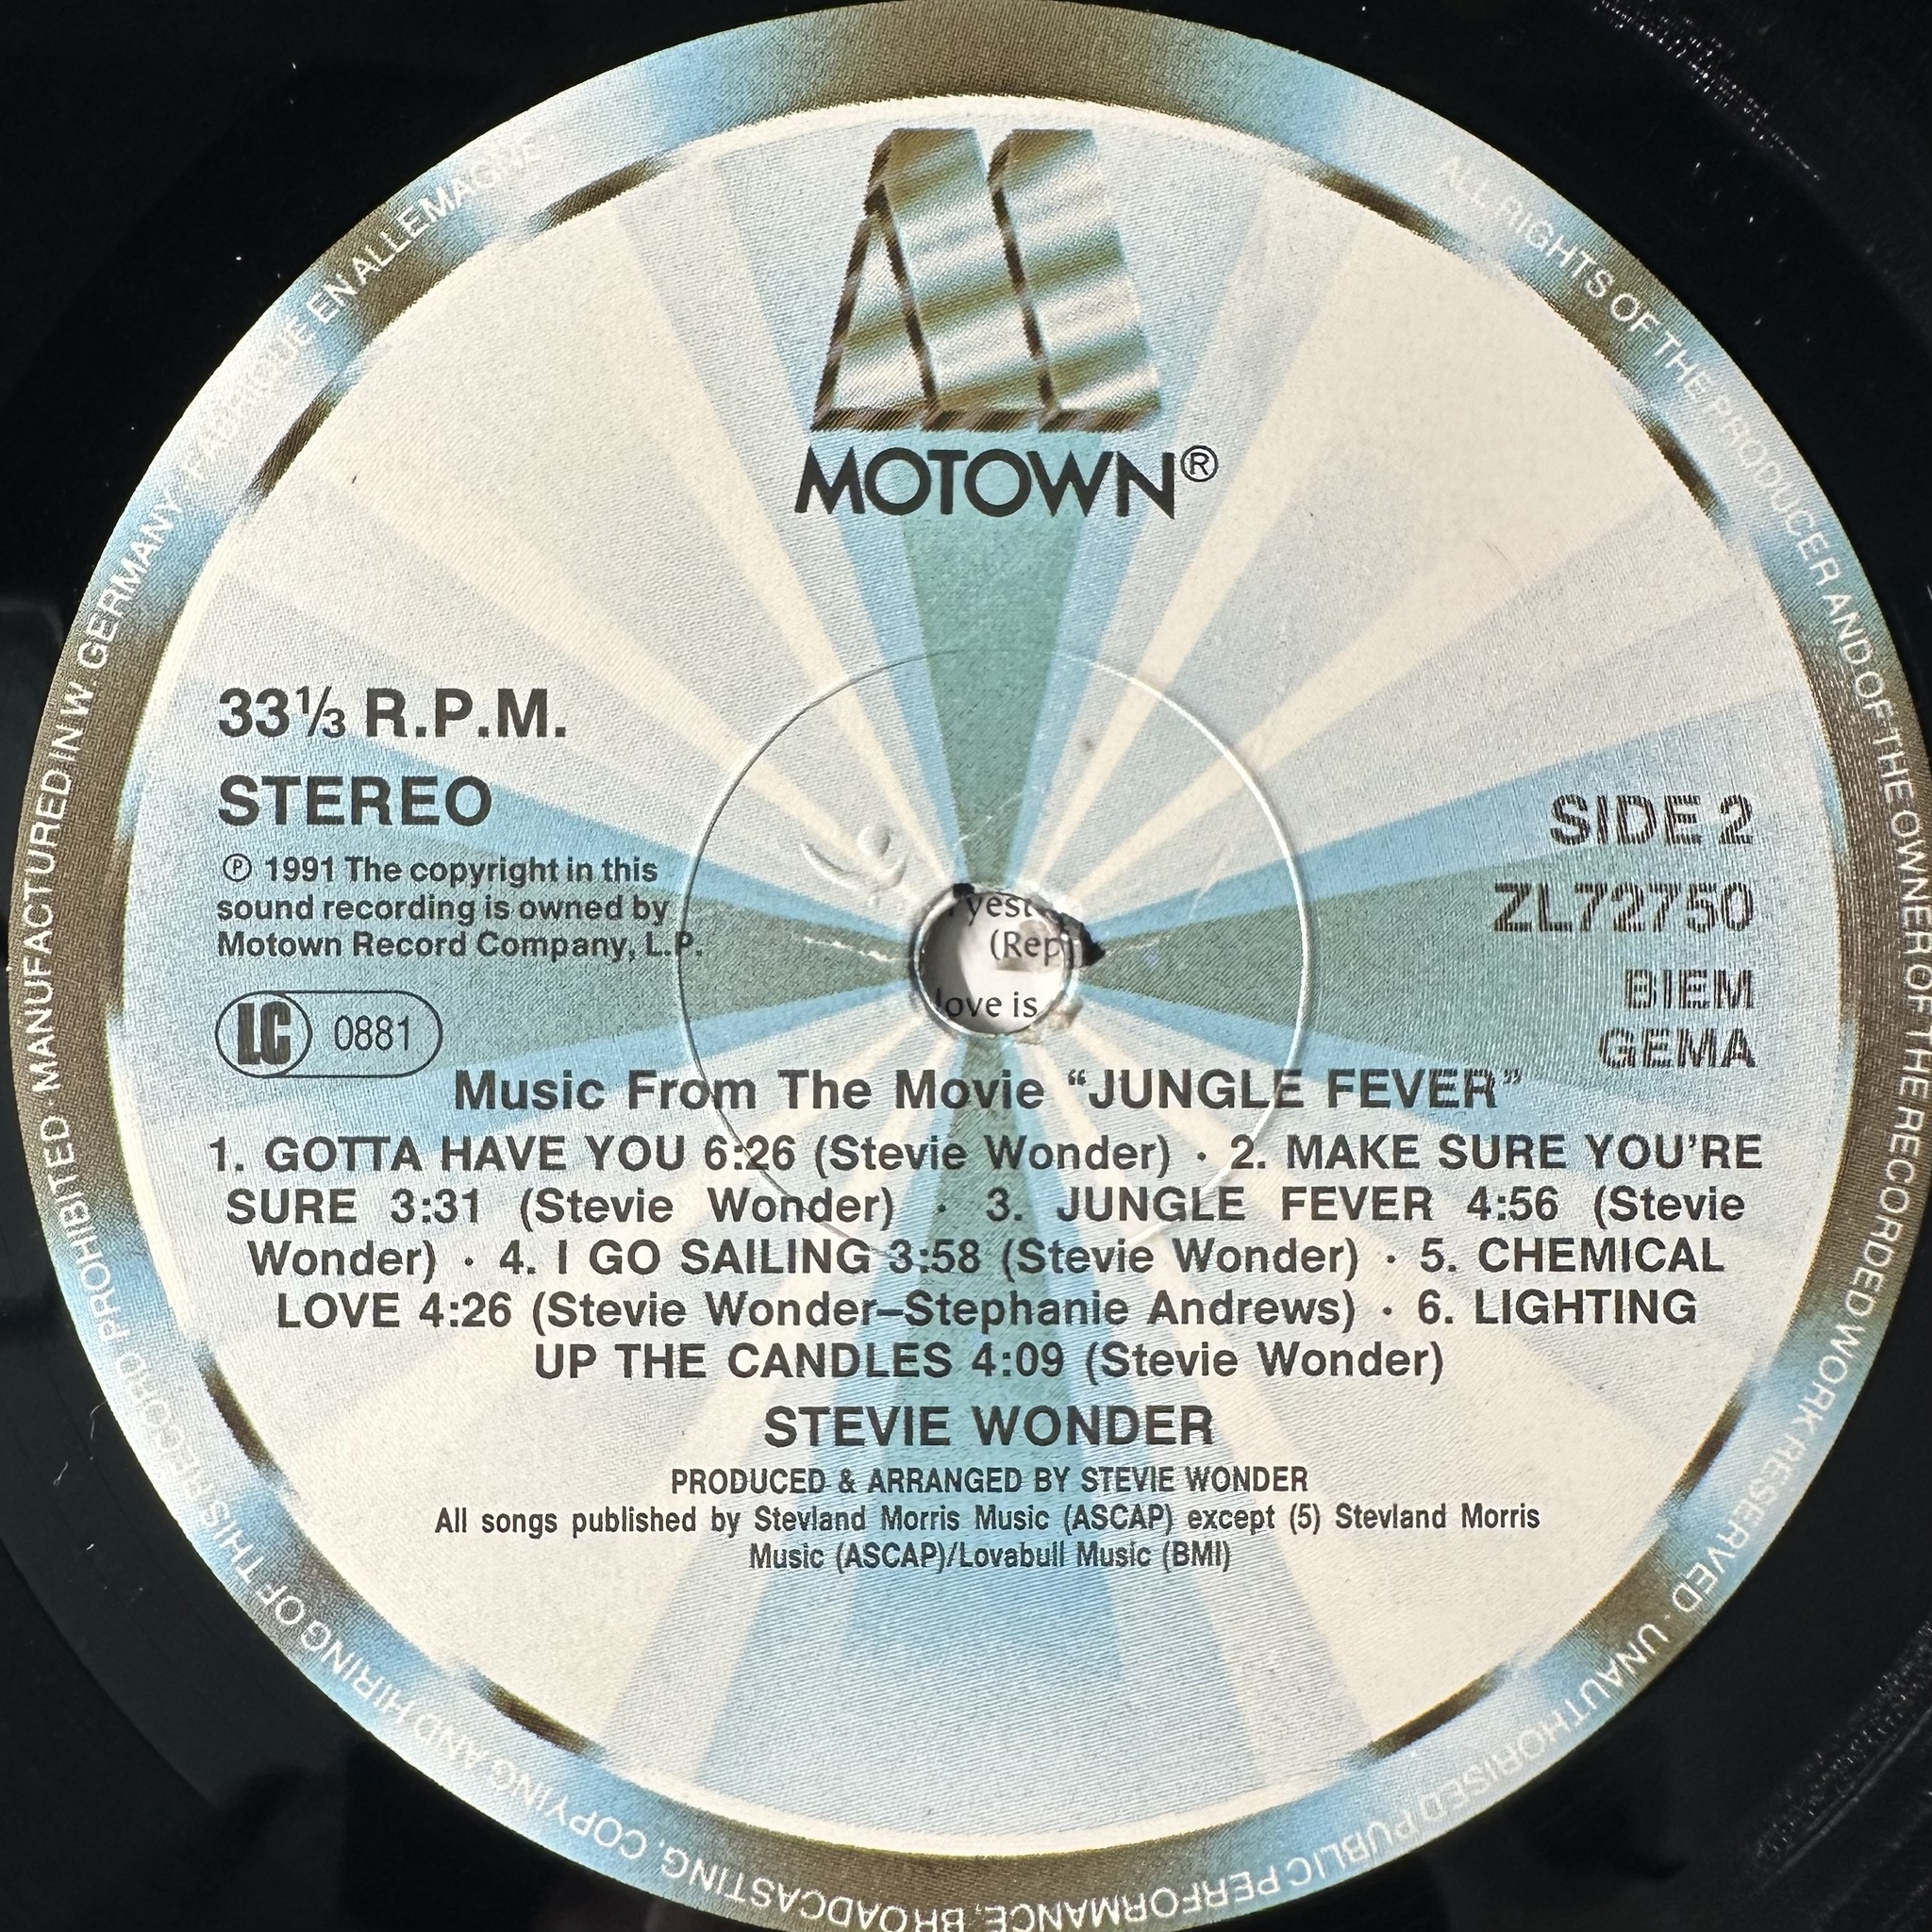 MOTOWN®
33⅓ R.P.M.
STEREO
℗ 1991 The copyright in this
sound recording is owned by
Motown Record Company, L.P.
LC 0881
SIDE 2
ZL72750
BIEM
GEMA
yest
(Rep
love is
Music From The Movie “JUNGLE FEVER”
1. GOTTA HAVE YOU 6:26 (Stevie Wonder) · 2. MAKE SURE YOU’RE
SURE 3:31 (Stevie Wonder) · 3. JUNGLE FEVER 4:56 (Stevie
Wonder) · 4. I GO SAILING 3:58 (Stevie Wonder) · 5. CHEMICAL
LOVE 4:26 (Stevie Wonder–Stephanie Andrews) · 6. LIGHTING
UP THE CANDLES 4:09 (Stevie Wonder)
STEVIE WONDER
PRODUCED & ARRANGED BY STEVIE WONDER
All songs published by Stevland Morris Music (ASCAP) except (5) Stevland Morris
Music (ASCAP)/Lovabull Music (BMI)
ALL RIGHTS OF THE PRODUCER AND OF THE OWNER OF THE RECORDED WORK RESERVED · UNAUTHORISED PUBLIC PERFORMANCE, BROADCASTING, COPYING AND HIRING OF THIS RECORD PROHIBITED · MANUFACTURED IN W. GERMANY · FABRIQUE EN ALLEMAGNE